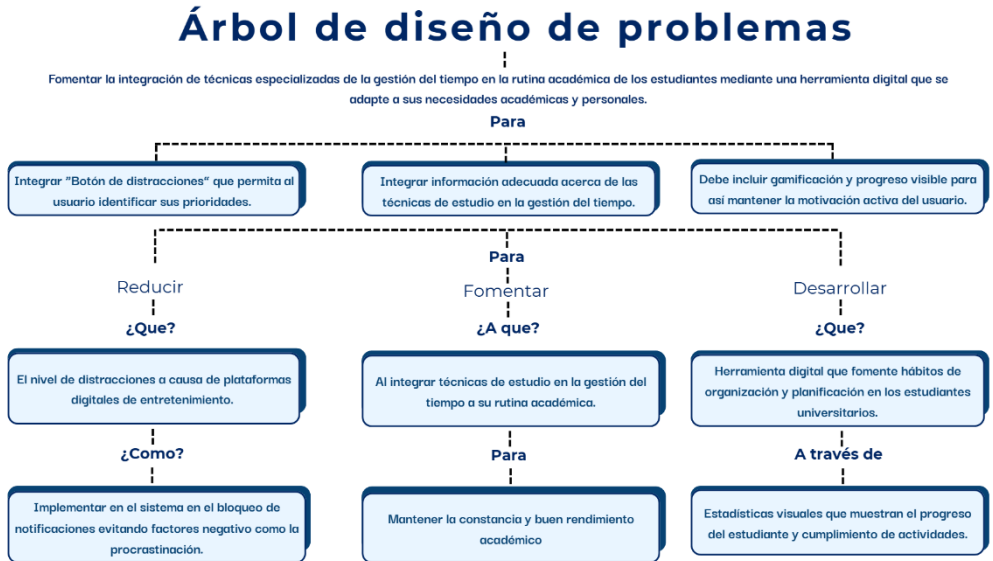 Árbol de diseño de problemas
Fomentar la integración de técnicas especializadas de la gestión del tiempo en la rutina académica de los estudiantes mediante una herramienta digital que se
adapte a sus necesidades académicas y personales.
Para
Integrar “Botón de distracciones” que permita al
usuario identificar sus prioridades.
Integrar información adecuada acerca de las
técnicas de estudio en la gestión del tiempo.
Debe incluir gamificación y progreso visible para
así mantener la motivación activa del usuario.
Para
Reducir
Fomentar
Desarrollar
¿Que?
¿A que?
¿Que?
El nivel de distracciones a causa de plataformas
digitales de entretenimiento.
Al integrar técnicas de estudio en la gestión del
tiempo a su rutina académica.
Herramienta digital que fomente hábitos de
organización y planificación en los estudiantes
universitarios.
¿Como?
Para
A través de
Implementar en el sistema en el bloqueo de
notificaciones evitando factores negativo como la
procrastinación.
Mantener la constancia y buen rendimiento
académico
Estadísticas visuales que muestran el progreso
del estudiante y cumplimiento de actividades.